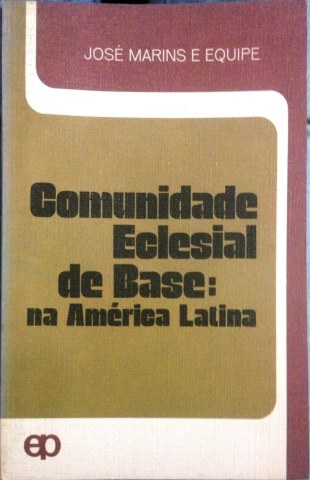 JOSÉ MARINS E EQUIPE
Comunidade
Eclesial
de Base:
na América Latina
ep